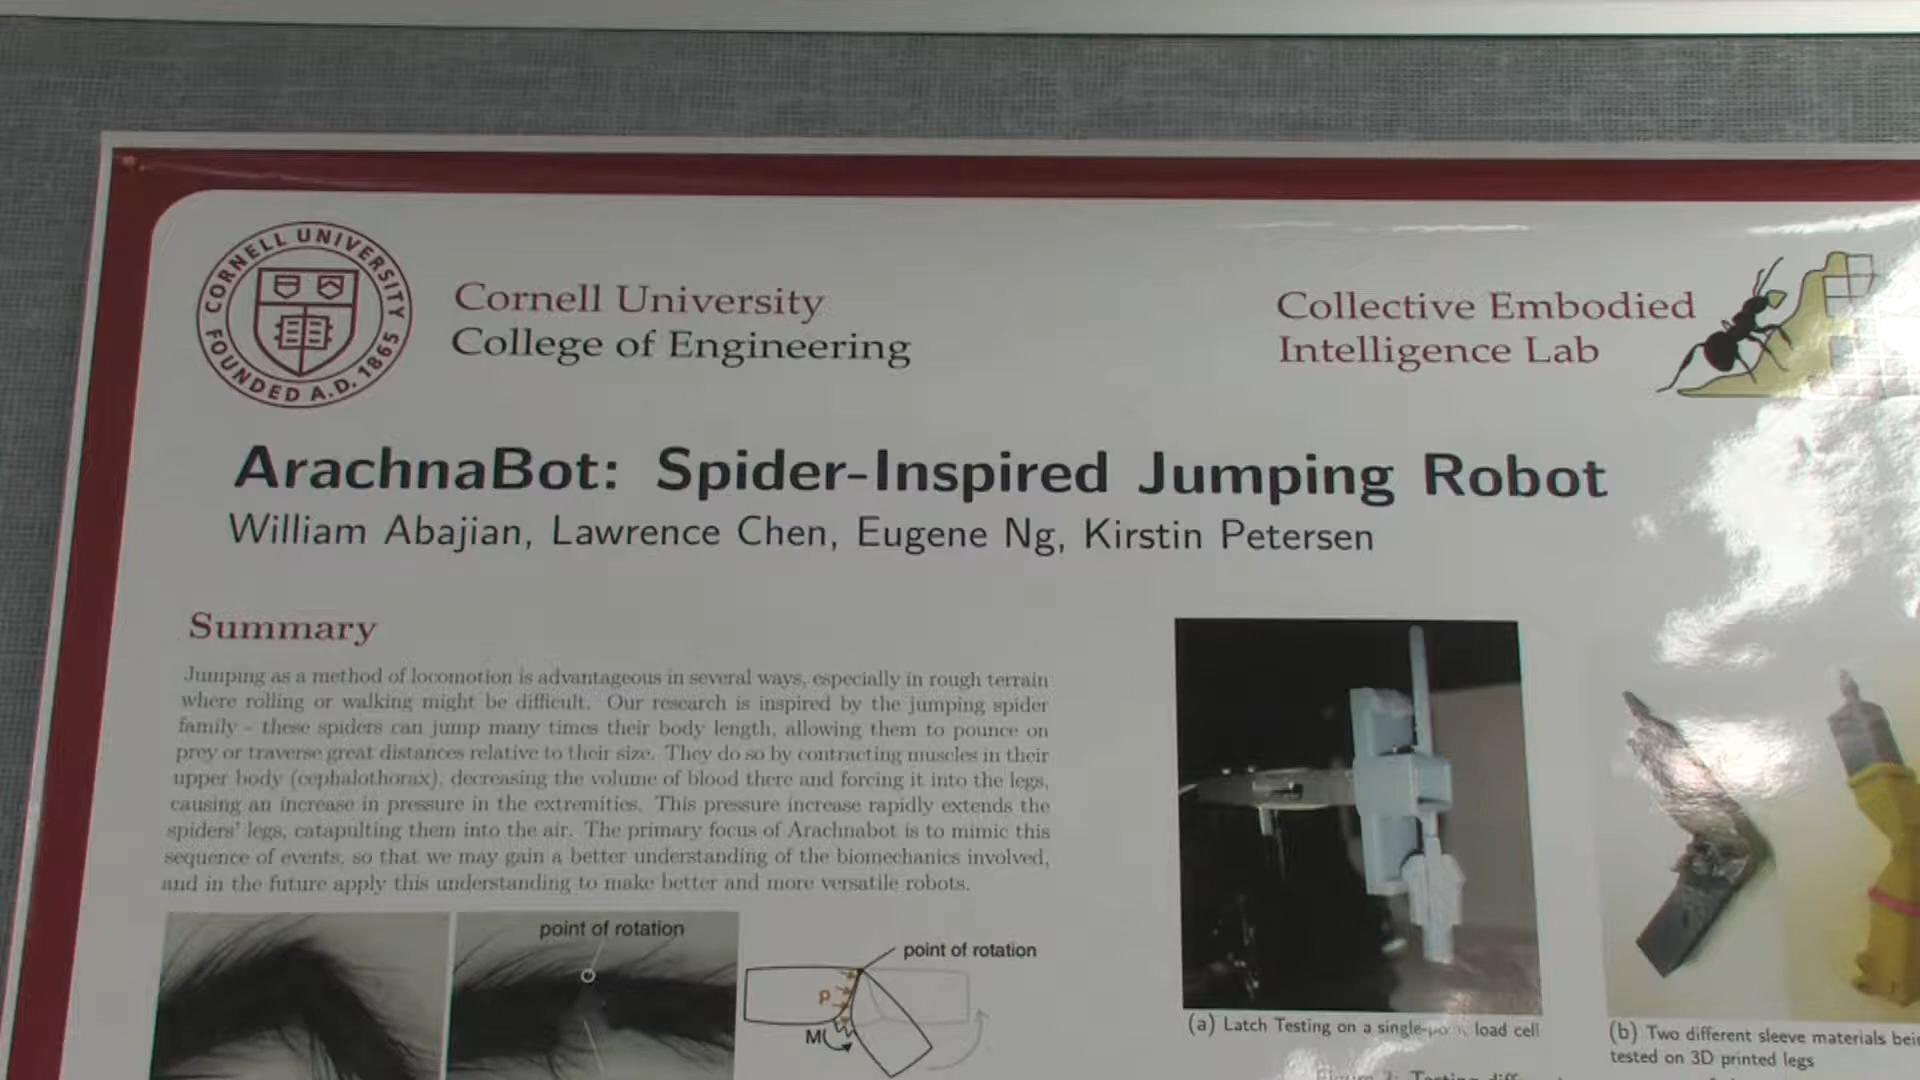 CORNELL UNIVERSITY
FOUNDED A.D. 1865
Cornell University
College of Engineering
Collective Embodied
Intelligence Lab
ArachnaBot: Spider-Inspired Jumping Robot
William Abajian, Lawrence Chen, Eugene Ng, Kirstin Petersen
Summary
Jumping as a method of locomotion is advantageous in several ways, especially in rough terrain
where rolling or walking might be difficult. Our research is inspired by the jumping spider
family - these spiders can jump many times their body length, allowing them to pounce on
prey or traverse great distances relative to their size. They do so by contracting muscles in their
upper body (cephalothorax), decreasing the volume of blood there and forcing it into the legs,
causing an increase in pressure in the extremities. This pressure increase rapidly extends the
spiders' legs, catapulting them into the air. The primary focus of Arachnabot is to mimic this
sequence of events, so that we may gain a better understanding of the biomechanics involved,
and in the future apply this understanding to make better and more versatile robots.
point of rotation
point of rotation
P
M
(a) Latch Testing on a single-point load cell
(b) Two different sleeve materials bei
tested on 3D printed legs